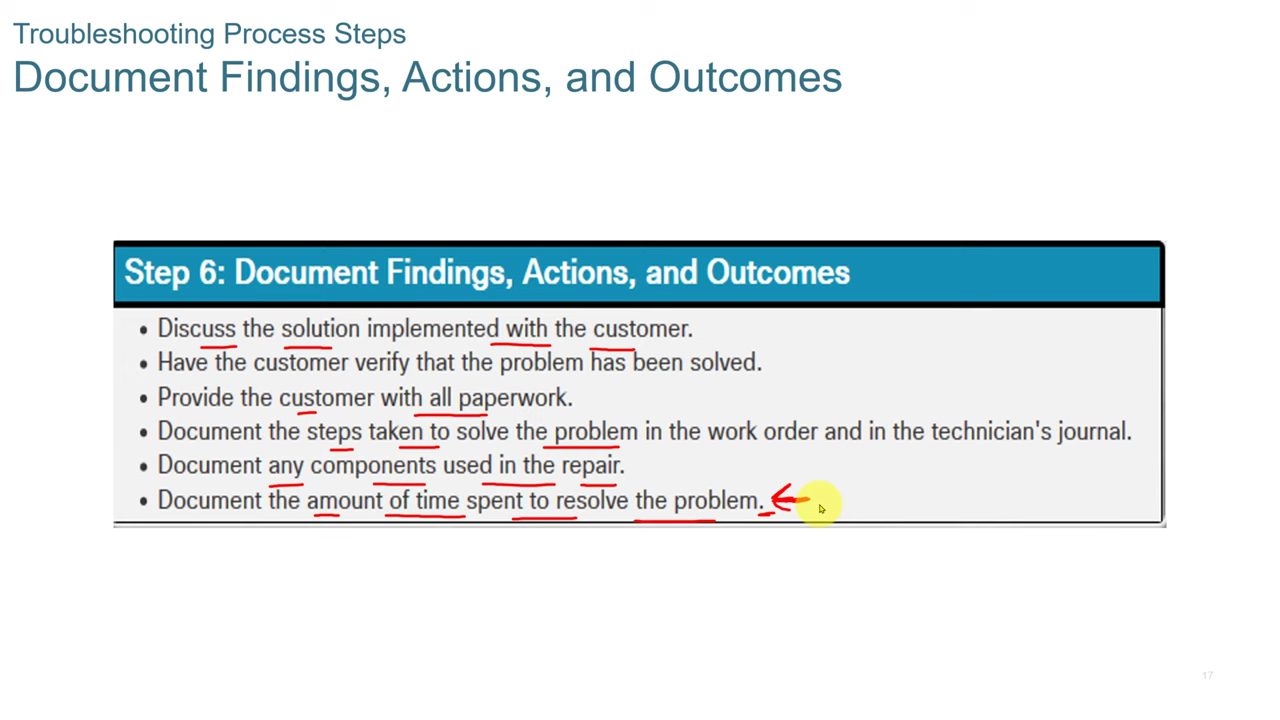 Troubleshooting Process Steps
Document Findings, Actions, and Outcomes
Step 6: Document Findings, Actions, and Outcomes
• Discuss the solution implemented with the customer.
• Have the customer verify that the problem has been solved.
• Provide the customer with all paperwork.
• Document the steps taken to solve the problem in the work order and in the technician's journal.
• Document any components used in the repair.
• Document the amount of time spent to resolve the problem.
17